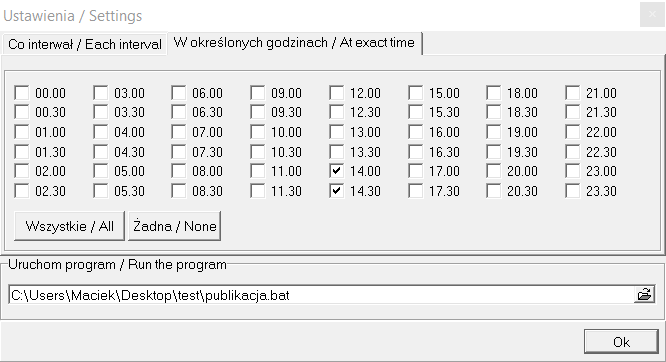 Ustawienia / Settings
Co interwał / Each interval W określonych godzinach / At exact time
00.00 03.00 06.00 09.00 12.00 15.00 18.00 21.00
00.30 03.30 06.30 09.30 12.30 15.30 18.30 21.30
01.00 04.00 07.00 10.00 13.00 16.00 19.00 22.00
01.30 04.30 07.30 10.30 13.30 16.30 19.30 22.30
02.00 05.00 08.00 11.00 14.00 17.00 20.00 23.00
02.30 05.30 08.30 11.30 14.30 17.30 20.30 23.30
Wszystkie / All Żadna / None
Uruchom program / Run the program
C:\Users\Maciek\Desktop\test\publikacja.bat
Ok